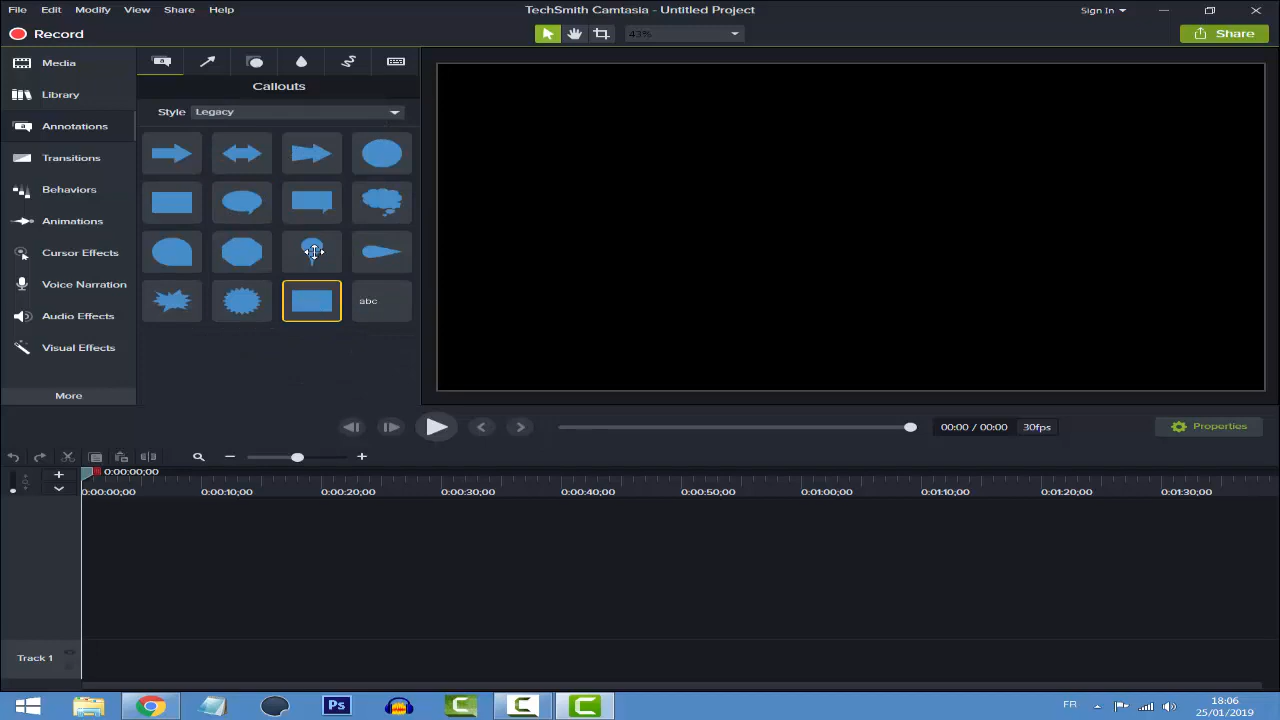 File Edit Modify View Share Help TechSmith Camtasia - Untitled Project Sign In
Record 43% Share
Media
Library
Annotations
Transitions
Behaviors
Animations
Cursor Effects
Voice Narration
Audio Effects
Visual Effects
More
Callouts
Style Legacy
abc
00:00 / 00:00 30fps Properties
0:00:00;00
0:00:00;00 0:00:10;00 0:00:20;00 0:00:30;00 0:00:40;00 0:00:50;00 0:01:00;00 0:01:10;00 0:01:20;00 0:01:30;00
Track 1
Ps C C C FR 18:06
25/01/2019